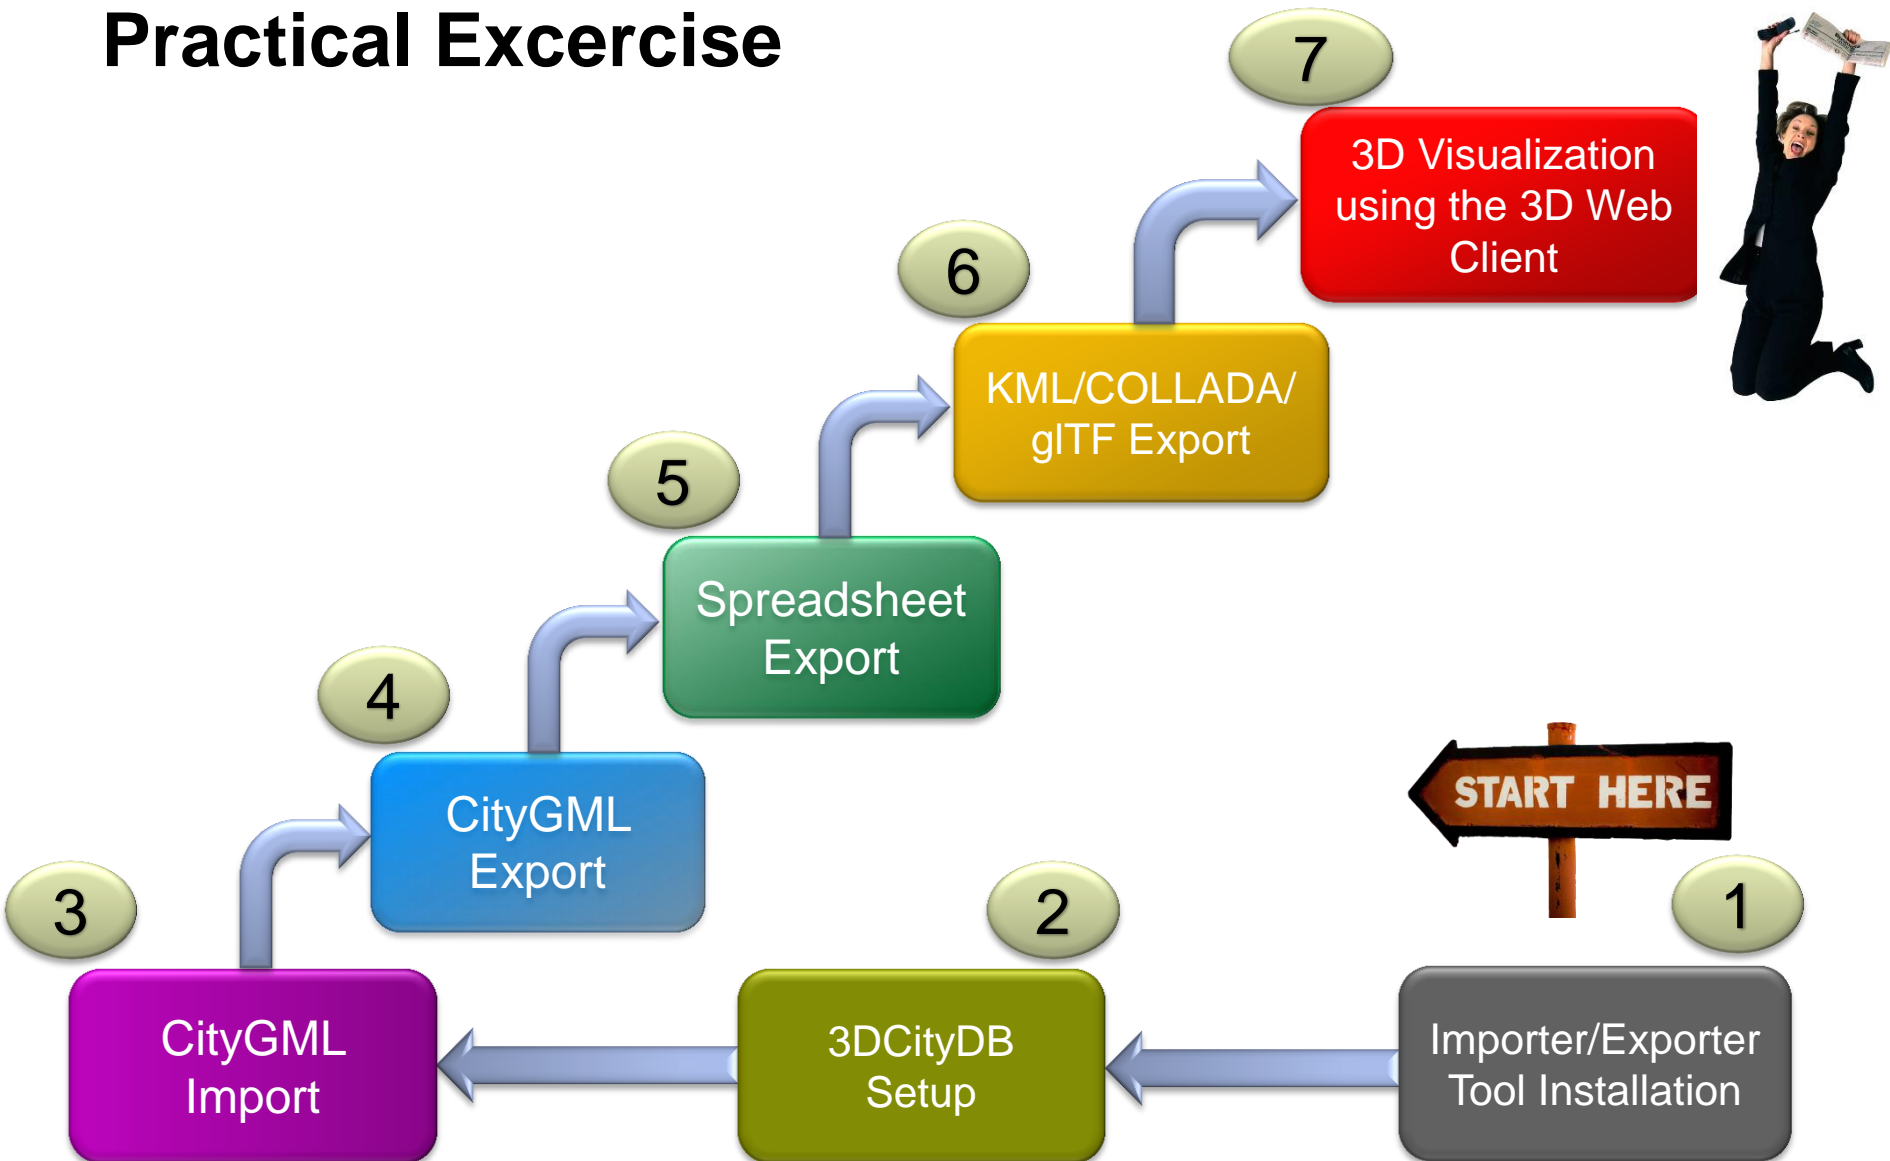 Practical Excercise
7
3D Visualization
using the 3D Web
Client
6
KML/COLLADA/
glTF Export
5
Spreadsheet
Export
4
CityGML
Export
START HERE
3
CityGML
Import
2
3DCityDB
Setup
1
Importer/Exporter
Tool Installation